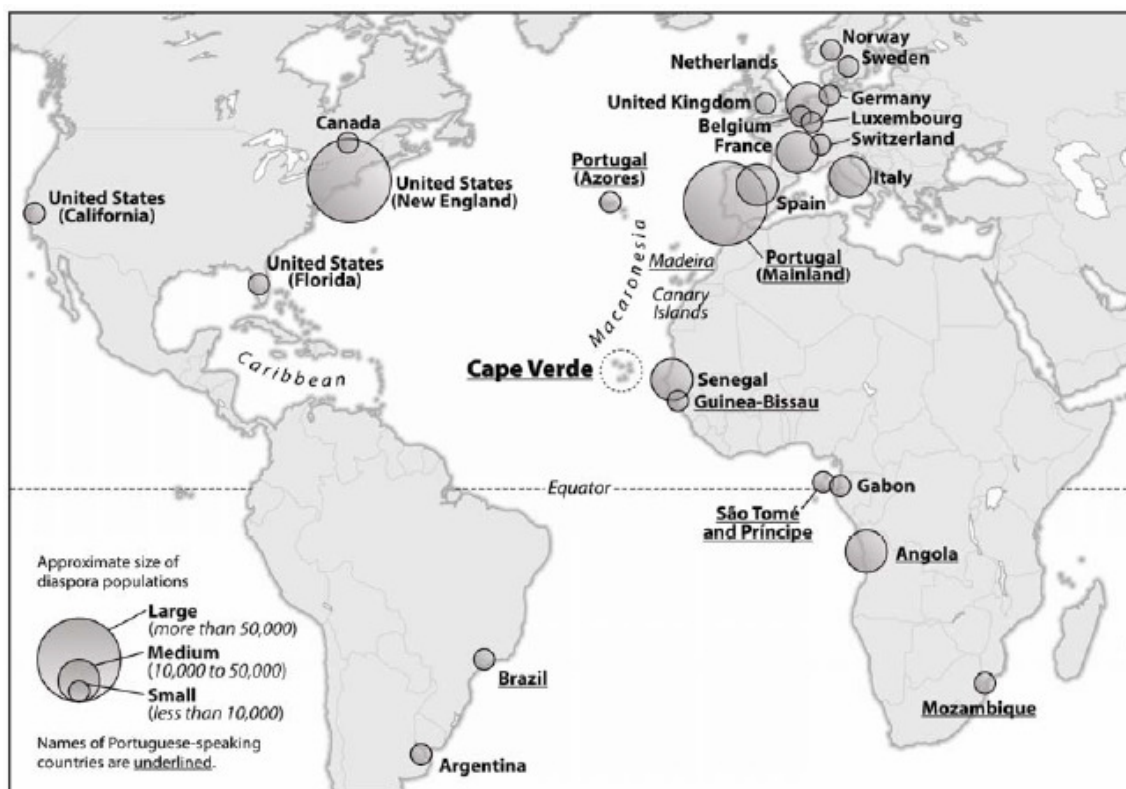 Norway
Sweden
Netherlands
United Kingdom
Germany
Belgium
Luxembourg
France
Switzerland
Canada
Portugal
(Azores)
United States
(New England)
Italy
United States
(California)
Spain
Macaronesia
Madeira
Portugal
(Mainland)
United States
(Florida)
Canary
Islands
Caribbean
Cape Verde
Senegal
Guinea-Bissau
Equator
Gabon
São Tomé
and Príncipe
Angola
Approximate size of
diaspora populations
Large
(more than 50,000)
Medium
(10,000 to 50,000)
Small
(less than 10,000)
Names of Portuguese-speaking
countries are underlined.
Brazil
Mozambique
Argentina